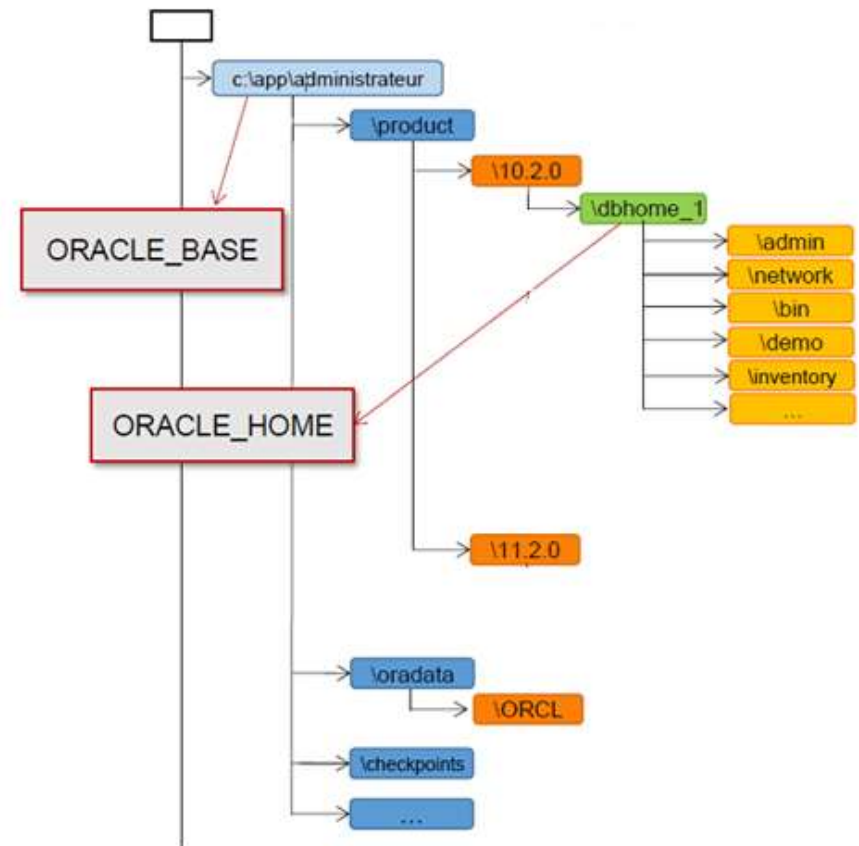 c:\app\administrateur
\product
\10.2.0
\dbhome_1
ORACLE_BASE
\admin
\network
\bin
\demo
\inventory
...
ORACLE_HOME
\11.2.0
\oradata
\ORCL
\checkpoints
...